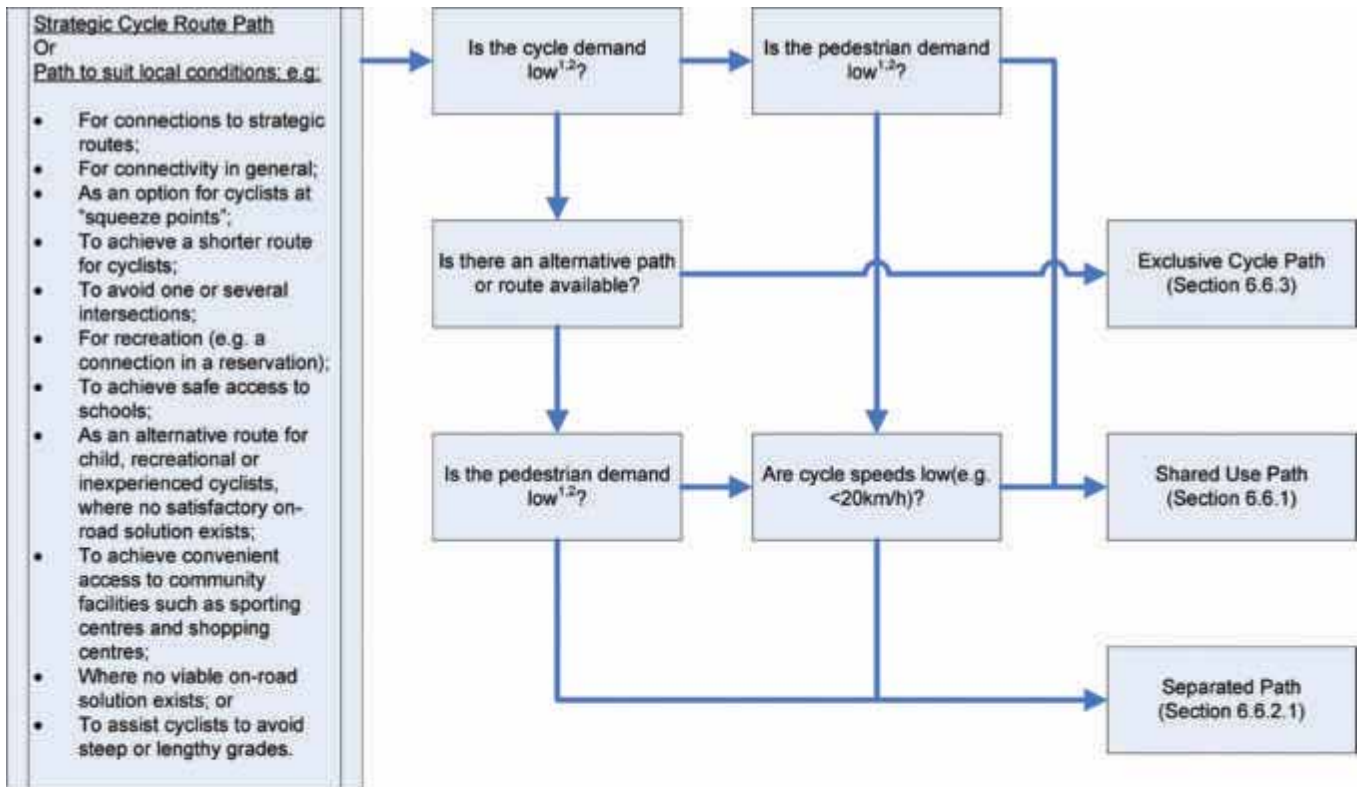 Strategic Cycle Route Path
Or
Path to suit local conditions; e.g:
• For connections to strategic
routes;
• For connectivity in general;
• As an option for cyclists at
"squeeze points";
• To achieve a shorter route
for cyclists;
• To avoid one or several
intersections;
• For recreation (e.g. a
connection in a reservation);
• To achieve safe access to
schools;
• As an alternative route for
child, recreational or
inexperienced cyclists,
where no satisfactory on-
road solution exists;
• To achieve convenient
access to community
facilities such as sporting
centres and shopping
centres;
• Where no viable on-road
solution exists; or
• To assist cyclists to avoid
steep or lengthy grades.
Is the cycle demand
low1,2?
Is the pedestrian demand
low1,2?
Is there an alternative path
or route available?
Exclusive Cycle Path
(Section 6.6.3)
Is the pedestrian demand
low1,2?
Are cycle speeds low(e.g.
<20km/h)?
Shared Use Path
(Section 6.6.1)
Separated Path
(Section 6.6.2.1)